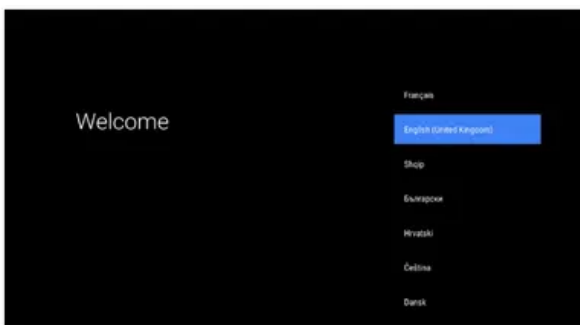 Welcome
Français
English (United Kingdom)
Shqip
Български
Hrvatski
Čeština
Dansk